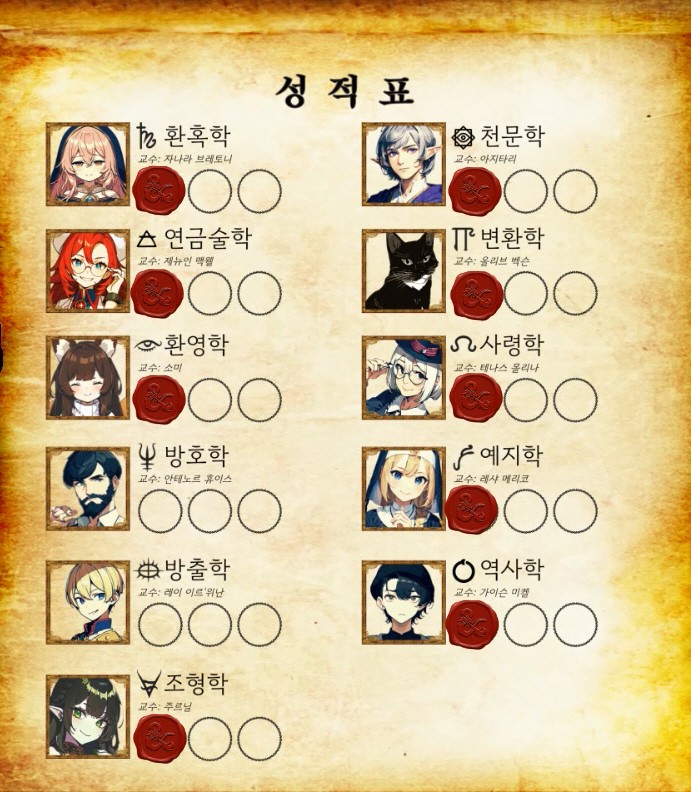 성적표
환혹학
교수: 자나라 브레토니
천문학
교수: 아지타리
연금술학
교수: 재뉴인 맥웰
변환학
교수: 올리브 벡슨
환영학
교수: 소미
사령학
교수: 테나스 몰리나
방호학
교수: 안테노르 휴이스
예지학
교수: 레샤 메리코
방출학
교수: 레이 이르'위난
역사학
교수: 가이슨 미켈
조형학
교수: 주르닐